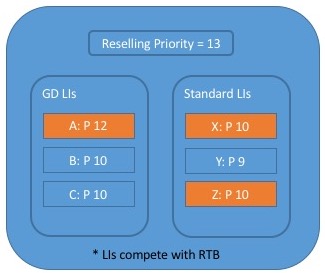 Reselling Priority = 13
GD LIs
A: P 12
B: P 10
C: P 10
Standard LIs
X: P 10
Y: P 9
Z: P 10
* LIs compete with RTB